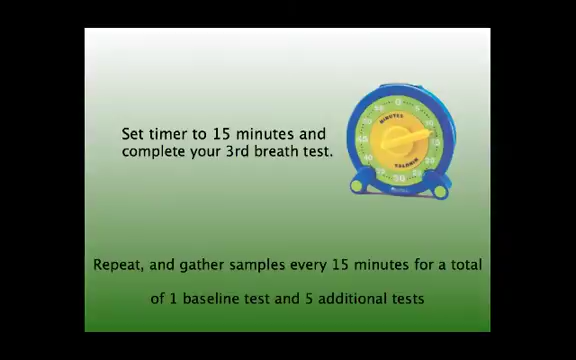 Set timer to 15 minutes and
complete your 3rd breath test.
MINUTES
Repeat, and gather samples every 15 minutes for a total
of 1 baseline test and 5 additional tests